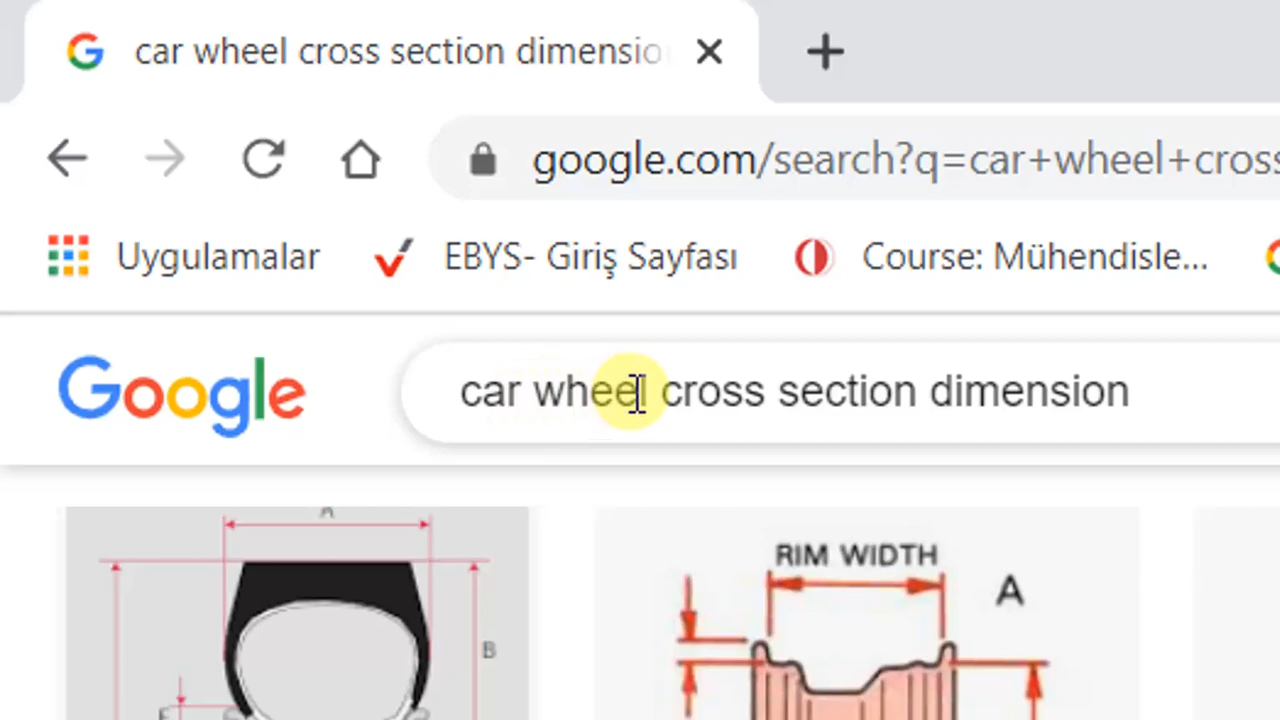 car wheel cross section dimensio
google.com/search?q=car+wheel+cross
Uygulamalar EBYS- Giriş Sayfası Course: Mühendisle...
Google car wheel cross section dimension
A
RIM WIDTH
A
B